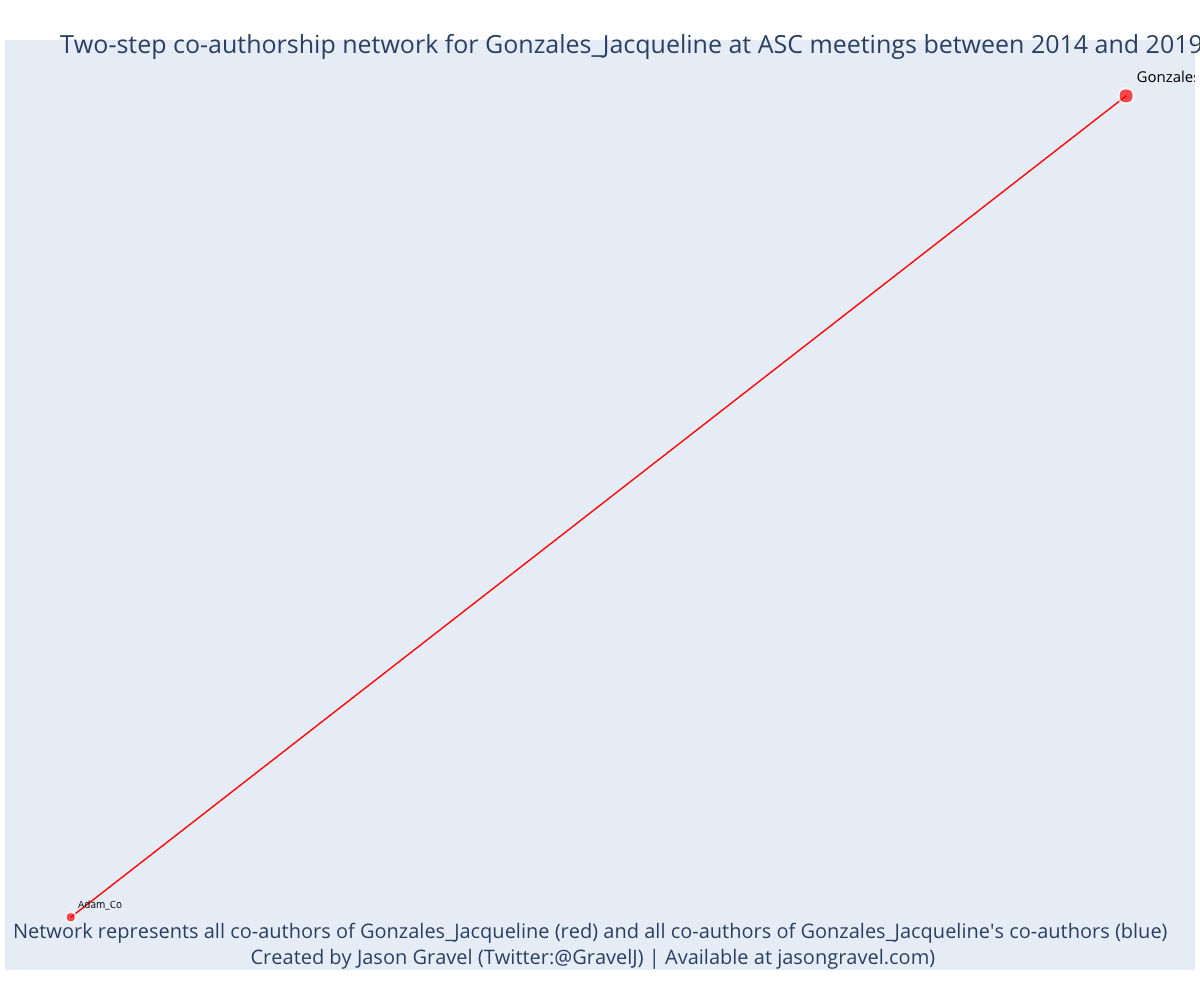 Two-step co-authorship network for Gonzales_Jacqueline at ASC meetings between 2014 and 2019
Gonzales
Adam_Co
Network represents all co-authors of Gonzales_Jacqueline (red) and all co-authors of Gonzales_Jacqueline's co-authors (blue)
Created by Jason Gravel (Twitter:@GravelJ) | Available at jasongravel.com)